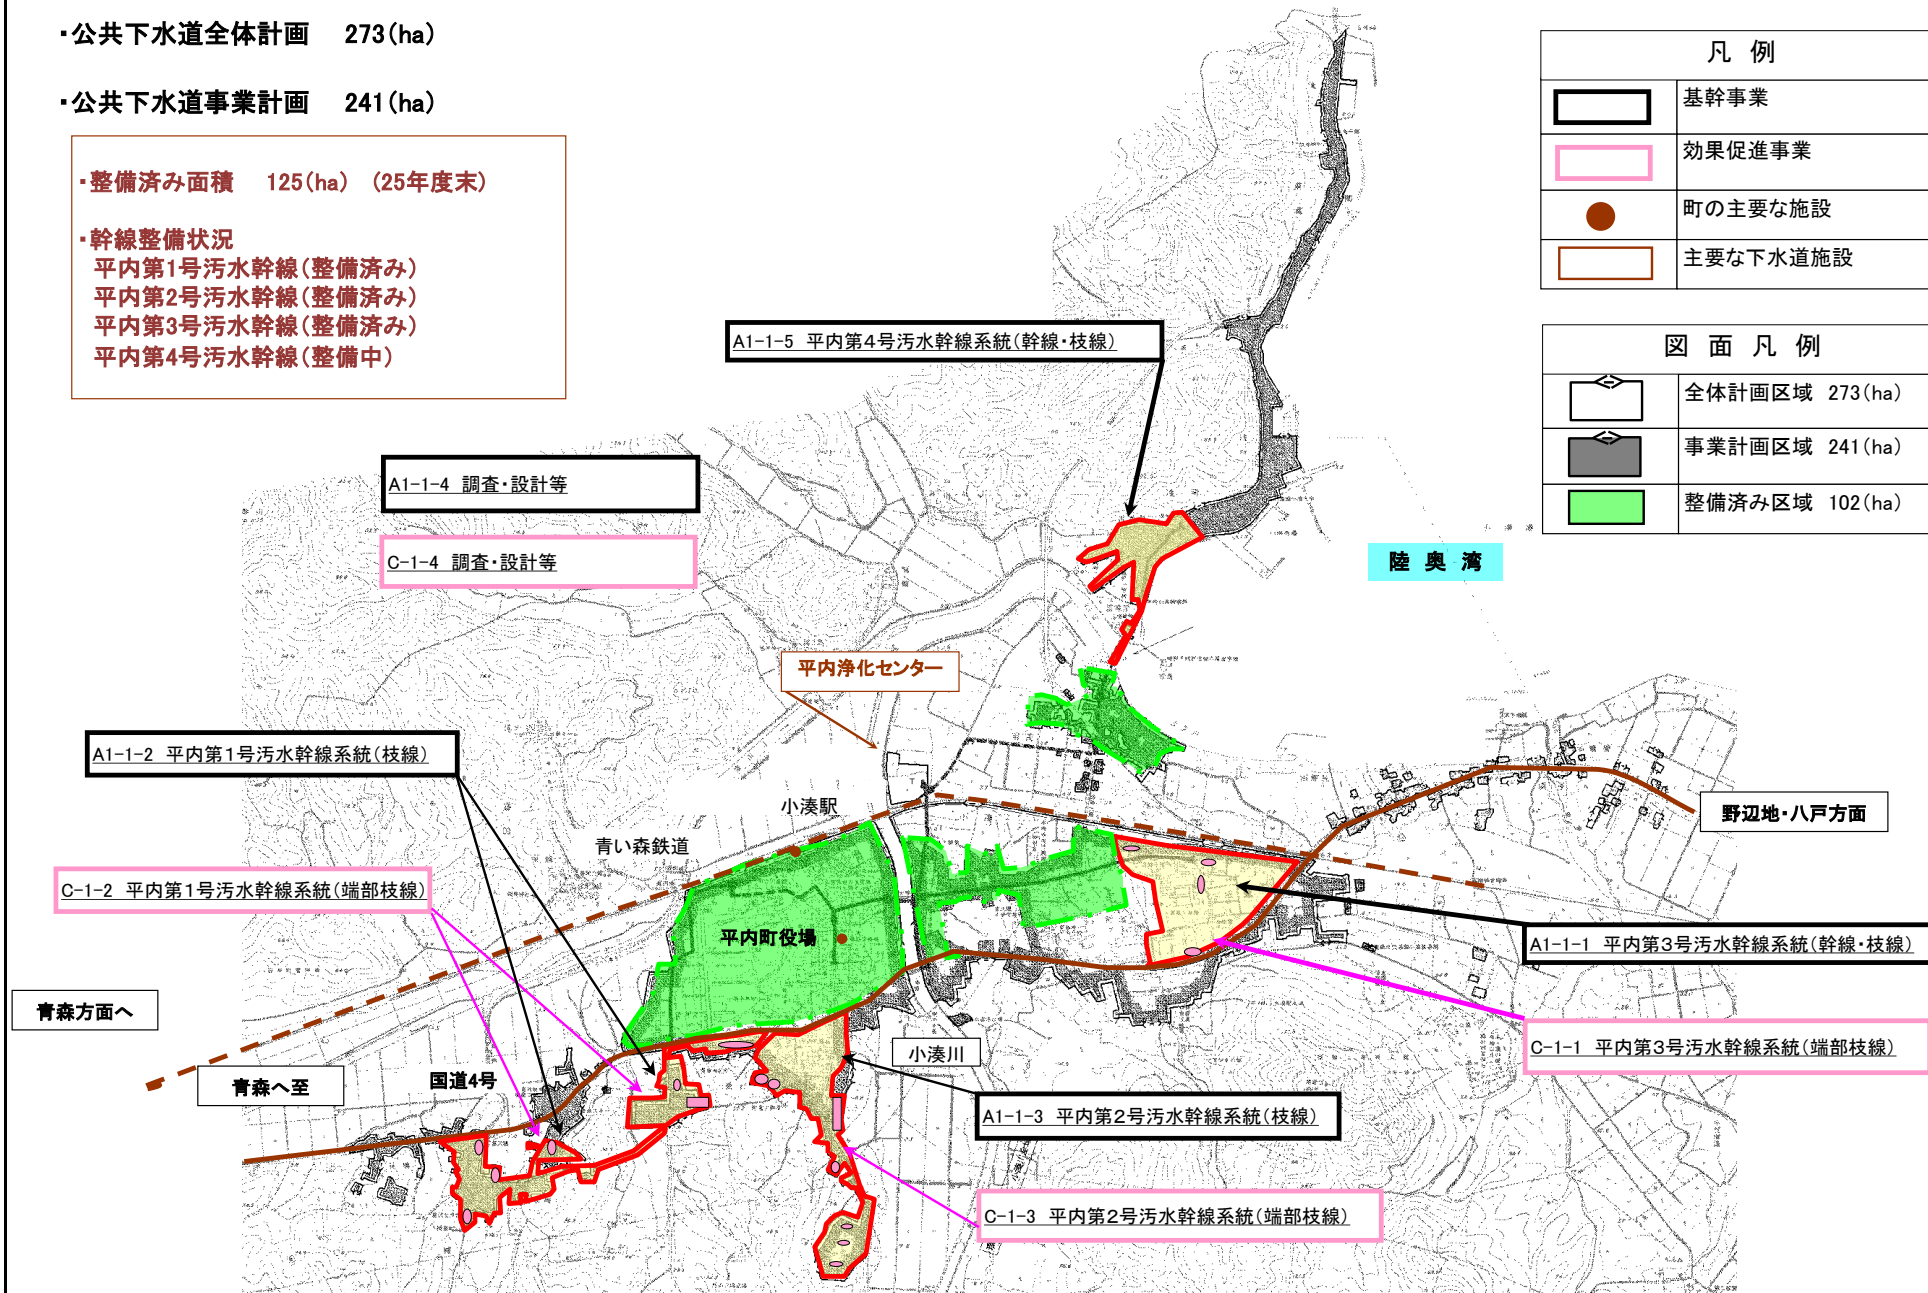 ・公共下水道全体計画　273(ha)
・公共下水道事業計画　241(ha)
・整備済み面積　125(ha)　(25年度末)
・幹線整備状況
平内第1号汚水幹線(整備済み)
平内第2号汚水幹線(整備済み)
平内第3号汚水幹線(整備済み)
平内第4号汚水幹線(整備中)
凡 例
基幹事業
効果促進事業
町の主要な施設
主要な下水道施設
図 面 凡 例
全体計画区域 273(ha)
事業計画区域 241(ha)
整備済み区域 102(ha)
A1-1-5 平内第4号汚水幹線系統(幹線・枝線)
A1-1-4 調査・設計等
C-1-4 調査・設計等
陸 奥 湾
平内浄化センター
A1-1-2 平内第1号汚水幹線系統(枝線)
小湊駅
青い森鉄道
野辺地・八戸方面
C-1-2 平内第1号汚水幹線系統(端部枝線)
平内町役場
A1-1-1 平内第3号汚水幹線系統(幹線・枝線)
青森方面へ
小湊川
C-1-1 平内第3号汚水幹線系統(端部枝線)
国道4号
青森へ至
A1-1-3 平内第2号汚水幹線系統(枝線)
C-1-3 平内第2号汚水幹線系統(端部枝線)